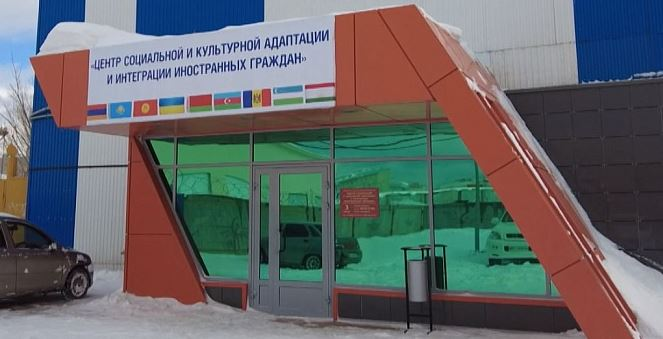 «ЦЕНТР СОЦИАЛЬНОЙ И КУЛЬТУРНОЙ АДАПТАЦИИ
И ИНТЕГРАЦИИ ИНОСТРАННЫХ ГРАЖДАН»